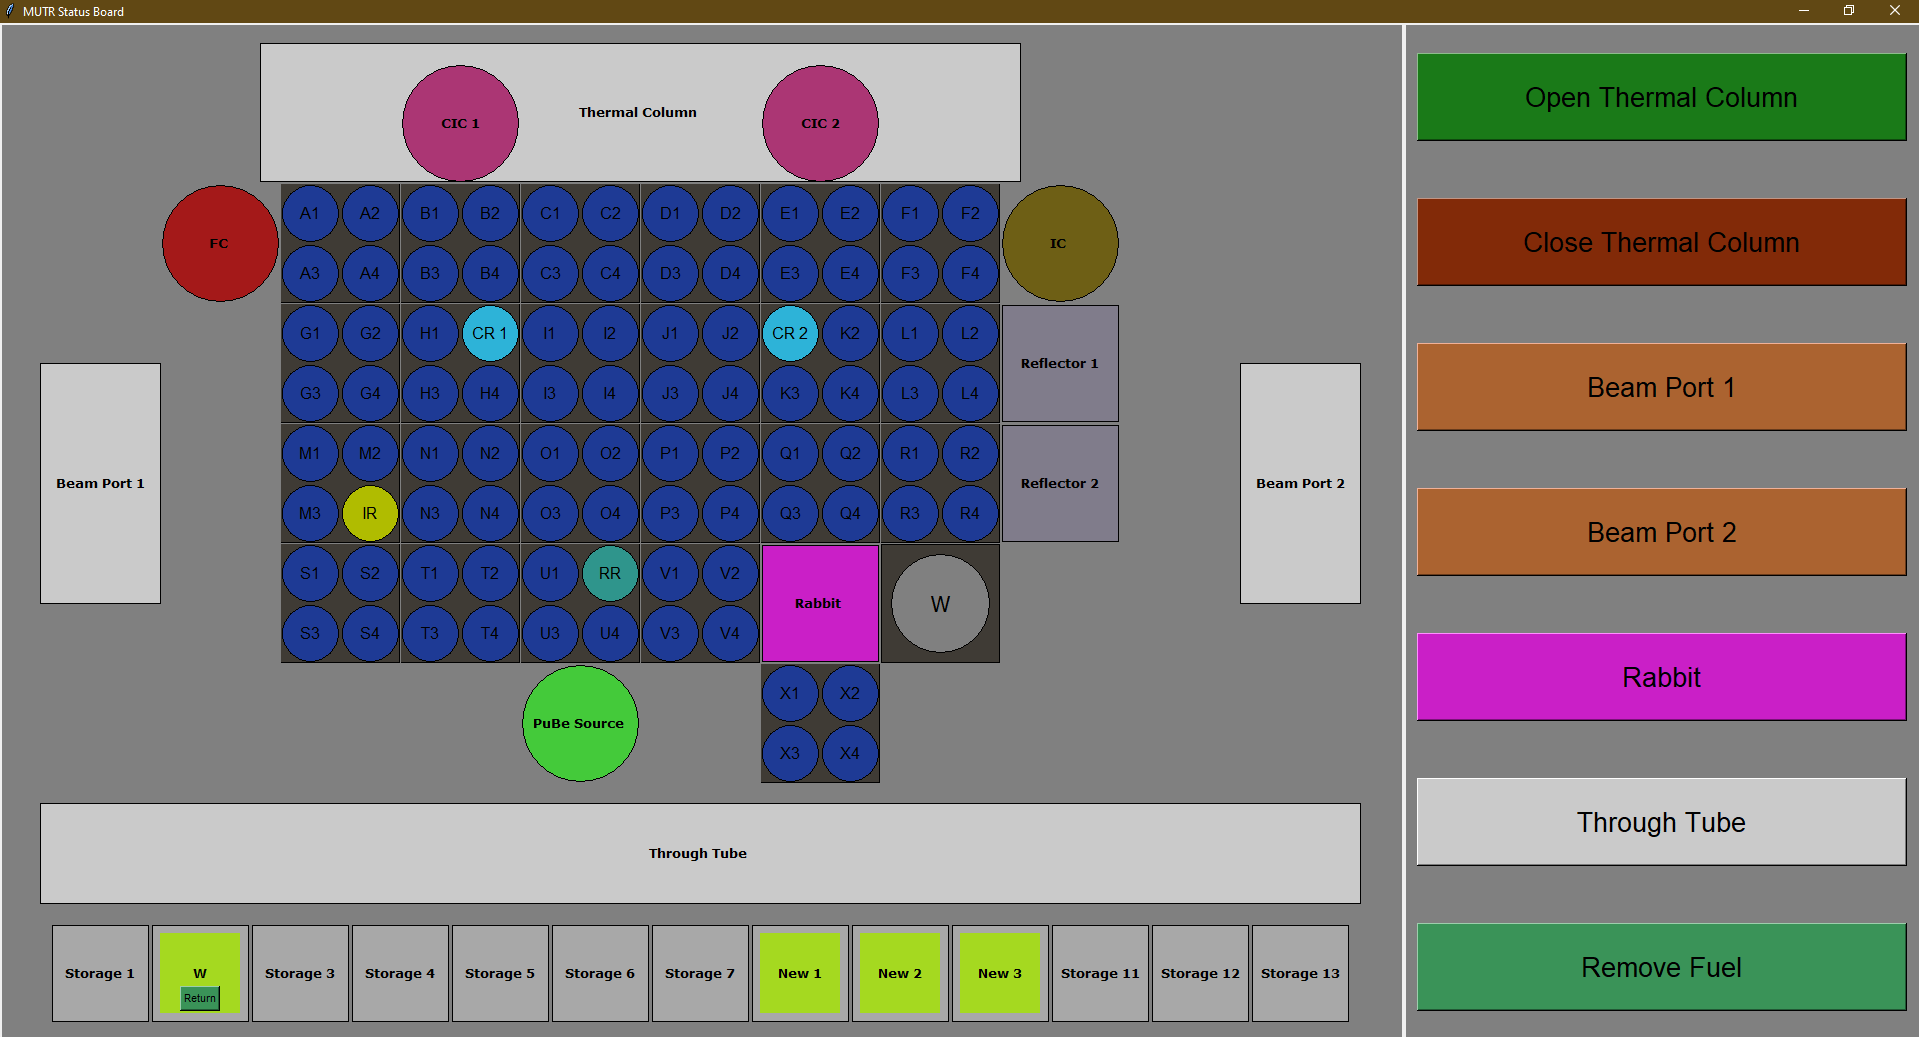 MUTR Status Board
Thermal Column
CIC 1
CIC 2
FC
A1 A2 B1 B2 C1 C2 D1 D2 E1 E2 F1 F2
IC
A3 A4 B3 B4 C3 C4 D3 D4 E3 E4 F3 F4
G1 G2 H1 CR 1 I1 I2 J1 J2 CR 2 K2 L1 L2
Reflector 1
G3 G4 H3 H4 I3 I4 J3 J4 K3 K4 L3 L4
M1 M2 N1 N2 O1 O2 P1 P2 Q1 Q2 R1 R2
Beam Port 1
Reflector 2
Beam Port 2
M3 IR N3 N4 O3 O4 P3 P4 Q3 Q4 R3 R4
S1 S2 T1 T2 U1 RR V1 V2
Rabbit
W
S3 S4 T3 T4 U3 U4 V3 V4
X1 X2
PuBe Source
X3 X4
Through Tube
Storage 1
W
Return
Storage 3
Storage 4
Storage 5
Storage 6
Storage 7
New 1
New 2
New 3
Storage 11
Storage 12
Storage 13
Open Thermal Column
Close Thermal Column
Beam Port 1
Beam Port 2
Rabbit
Through Tube
Remove Fuel